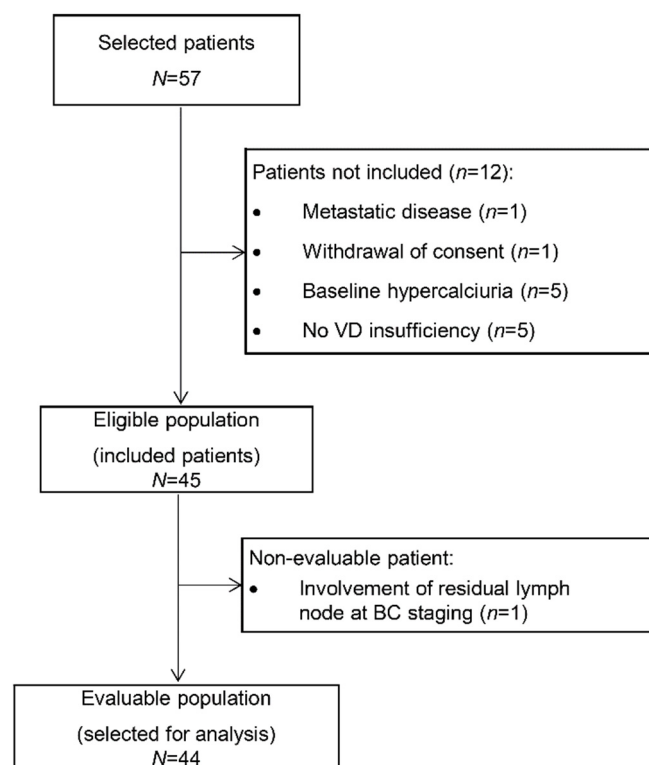 Selected patients
N=57
Patients not included (n=12):
• Metastatic disease (n=1)
• Withdrawal of consent (n=1)
• Baseline hypercalciuria (n=5)
• No VD insufficiency (n=5)
Eligible population
(included patients)
N=45
Non-evaluable patient:
• Involvement of residual lymph
node at BC staging (n=1)
Evaluable population
(selected for analysis)
N=44